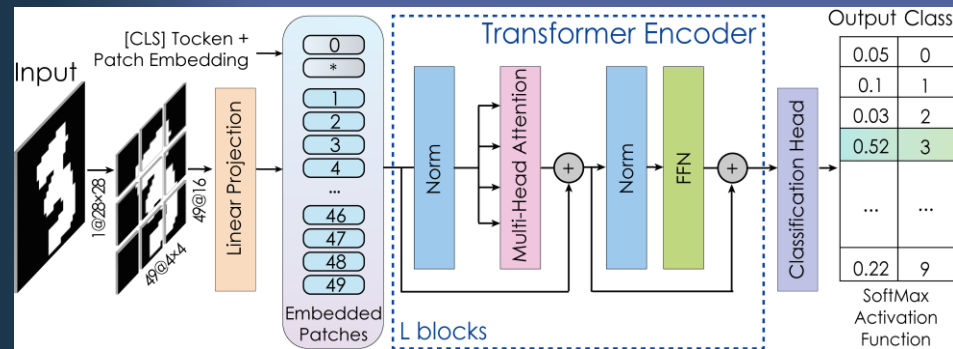 Input
1@28×28
49@4×4
49@16
Linear Projection
[CLS] Tocken +
Patch Embedding
0
*
1
2
3
4
...
46
47
48
49
Embedded
Patches
Transformer Encoder
Norm
Multi-Head Attention
+
Norm
FFN
+
L blocks
Classification Head
Output Class
0.05 0
0.1 1
0.03 2
0.52 3
... ...
0.22 9
SoftMax
Activation
Function